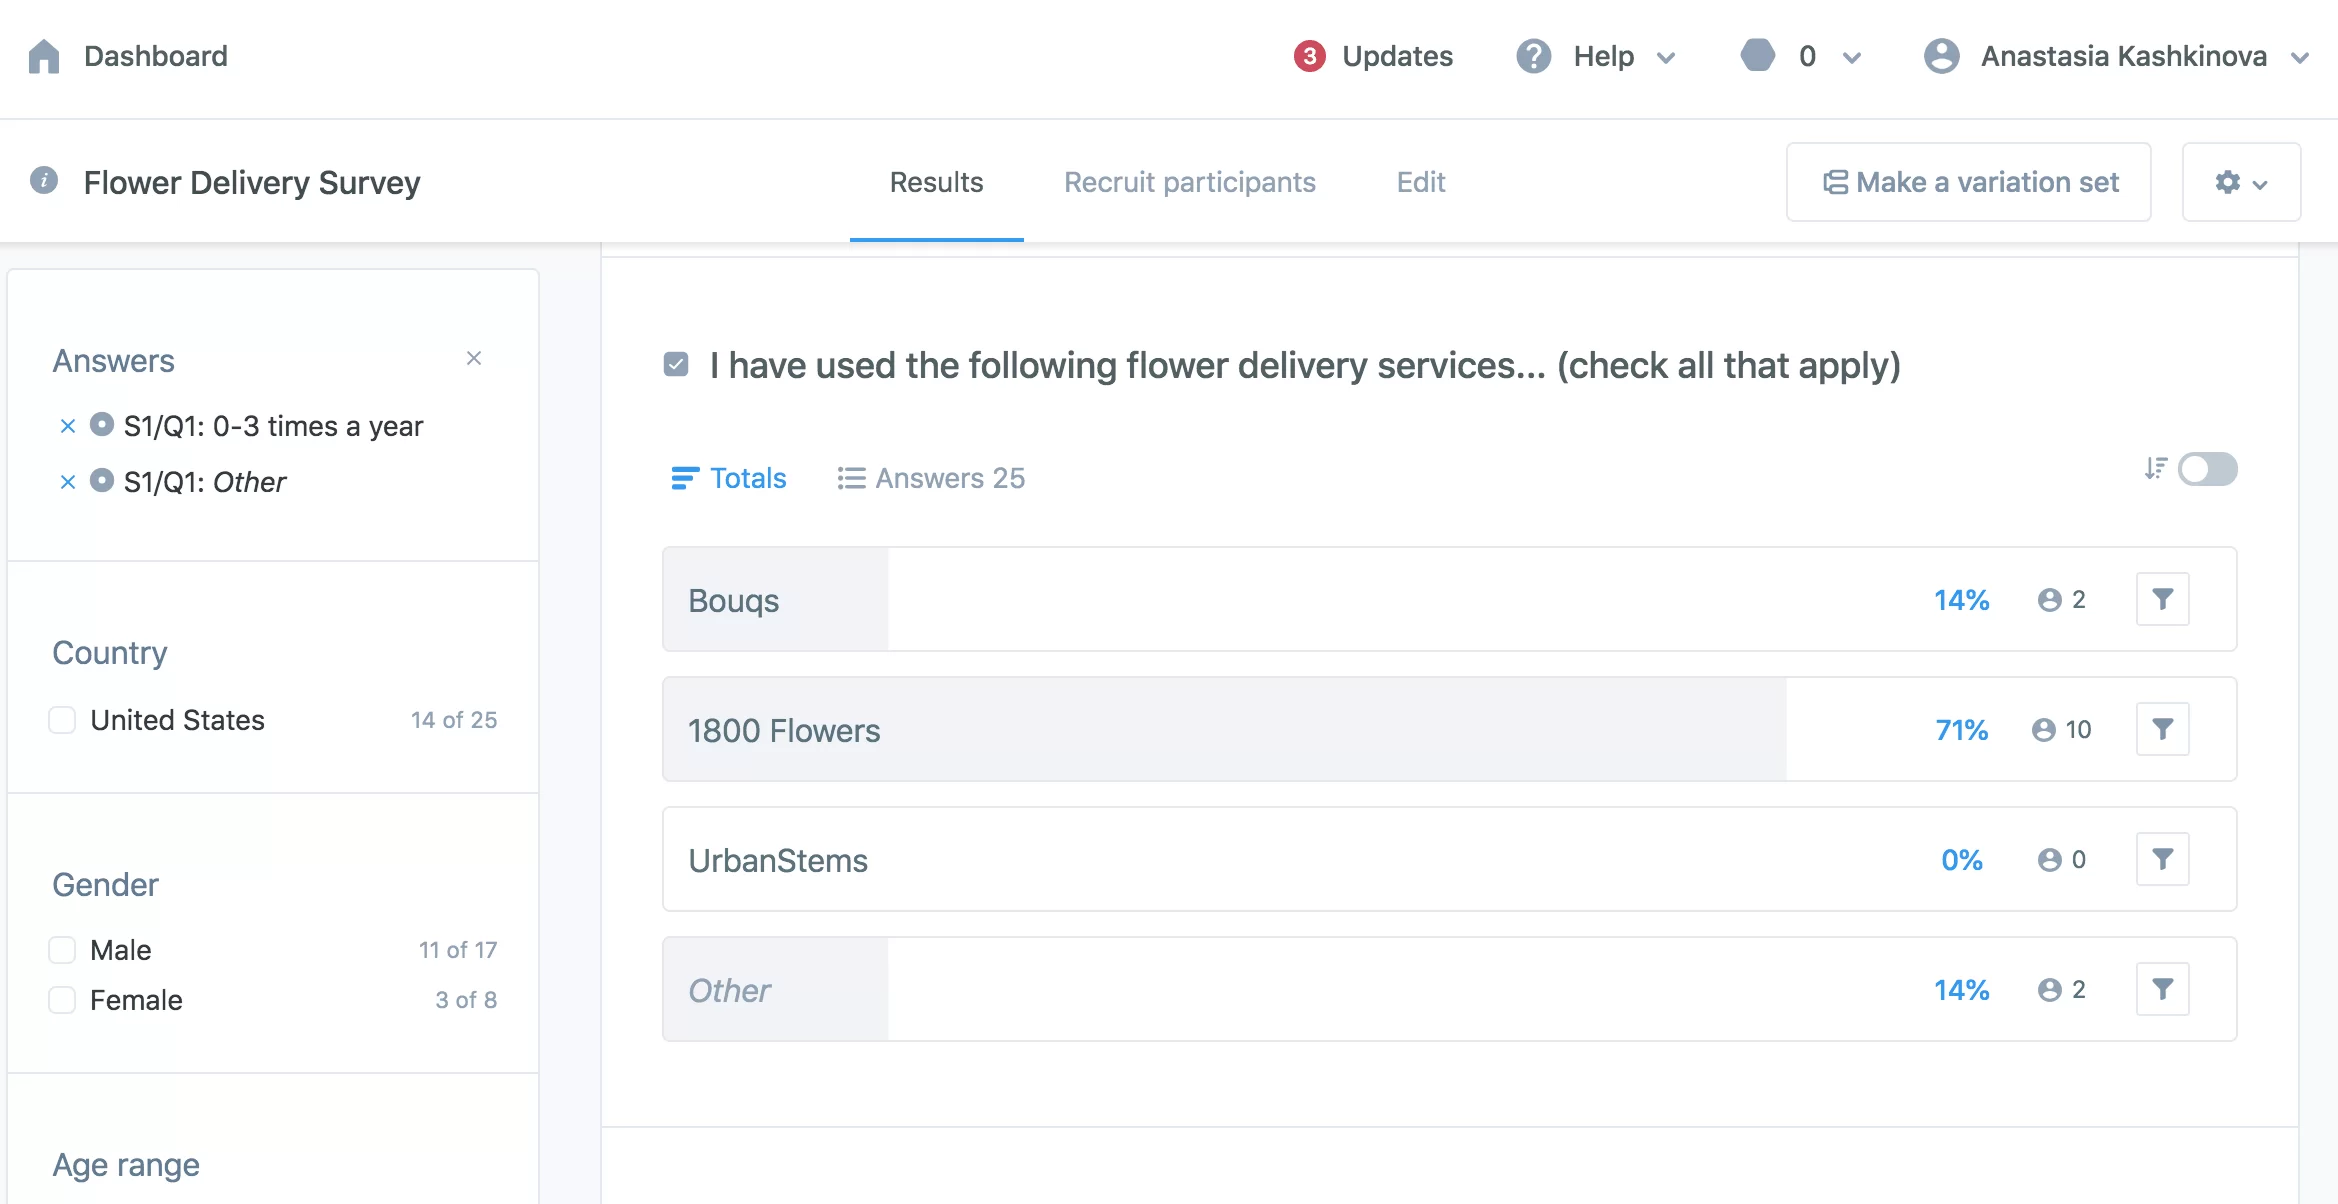 Dashboard
3 Updates
? Help
0
Anastasia Kashkinova
i Flower Delivery Survey
Results
Recruit participants
Edit
Make a variation set
Answers
S1/Q1: 0-3 times a year
S1/Q1: Other
Country
United States 14 of 25
Gender
Male 11 of 17
Female 3 of 8
Age range
I have used the following flower delivery services... (check all that apply)
Totals
Answers 25
Bouqs 14% 2
1800 Flowers 71% 10
UrbanStems 0% 0
Other 14% 2